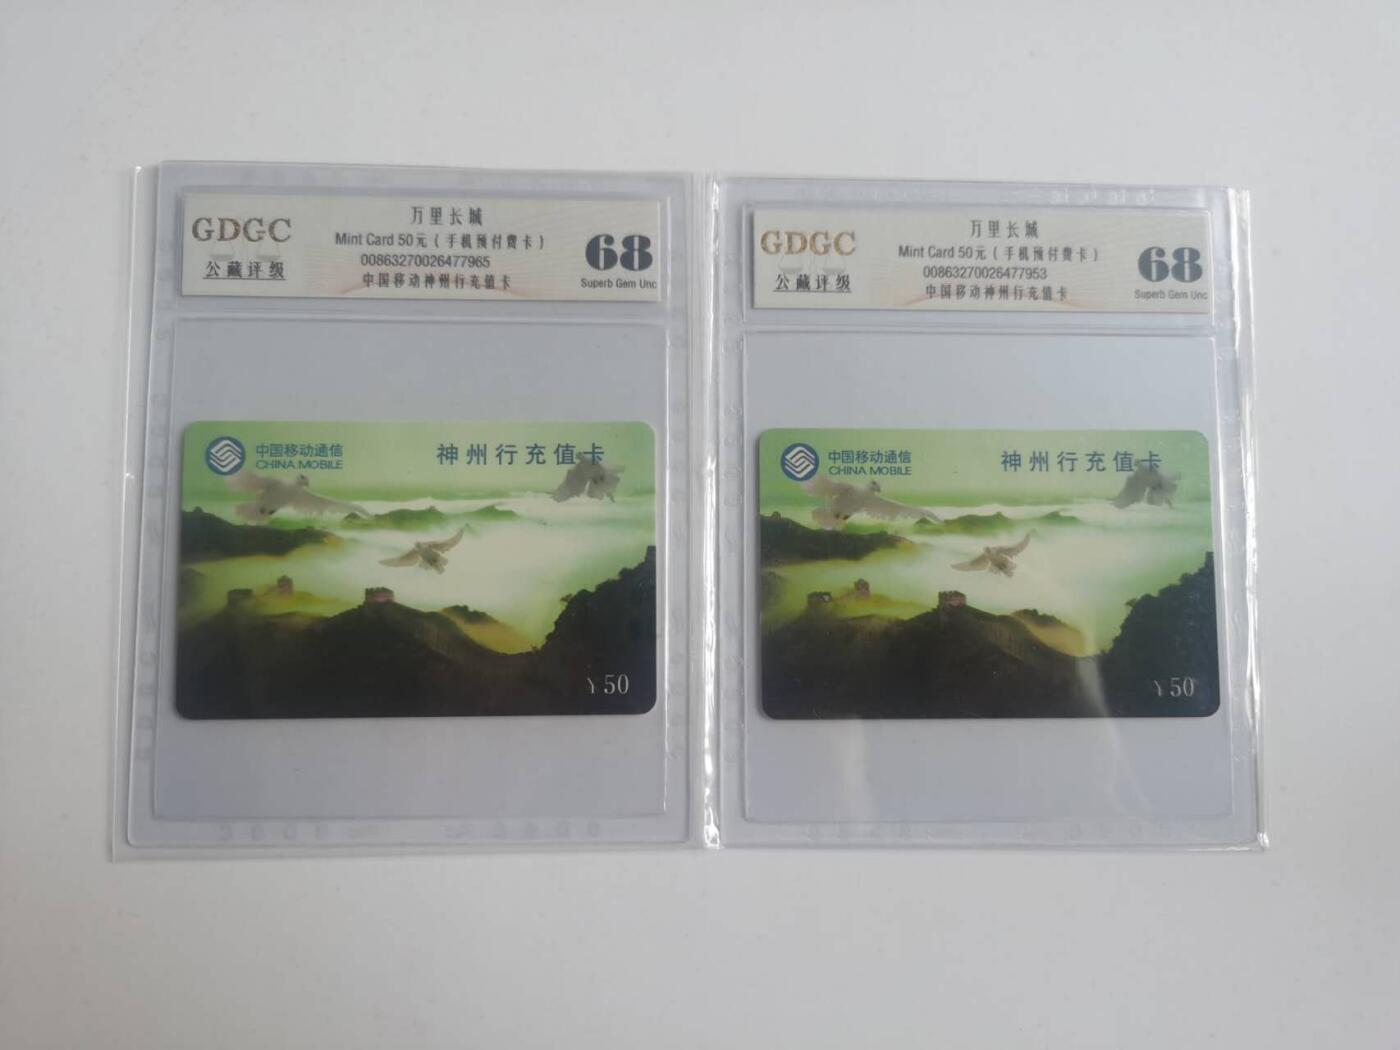 GDGC
公藏评级
万里长城
Mint Card 50元(手机预付费卡)
00863270026477965
中国移动神州行充值卡
68
Superb Gem Unc
中国移动通信
CHINA MOBILE
神州行充值卡
¥50
GDGC
公藏评级
万里长城
Mint Card 50元(手机预付费卡)
00863270026477953
中国移动神州行充值卡
68
Superb Gem Unc
中国移动通信
CHINA MOBILE
神州行充值卡
¥50